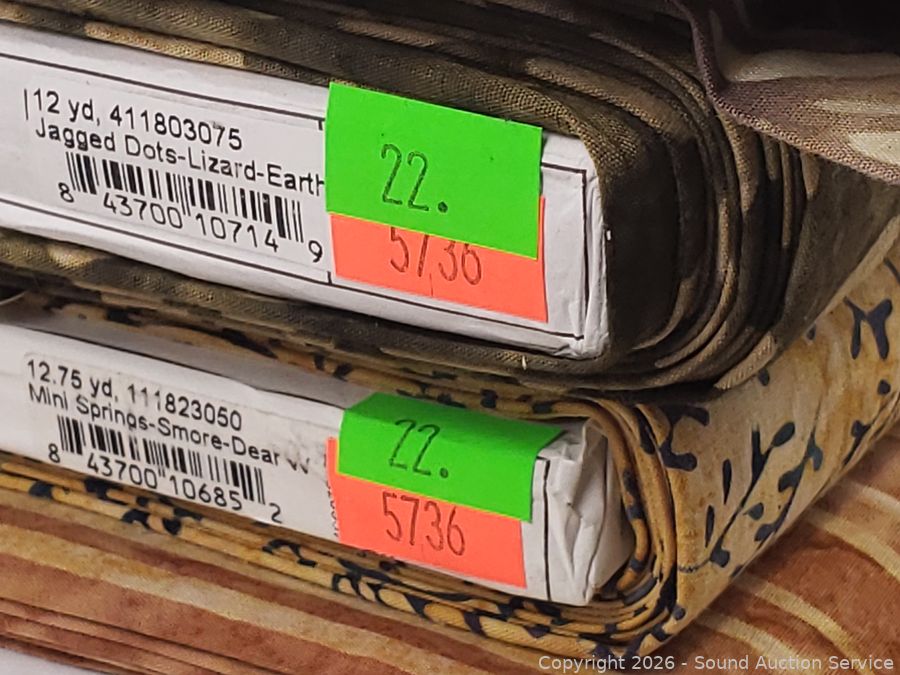 12 yd, 411803075
Jagged Dots-Lizard-Earth
8 43700 10714 9
22.
5736
12.75 yd, 111823050
Mini Springs-Smore-Dear W
8 43700 10685 2
22.
5736
Copyright © 2026 - Sound Auction Service